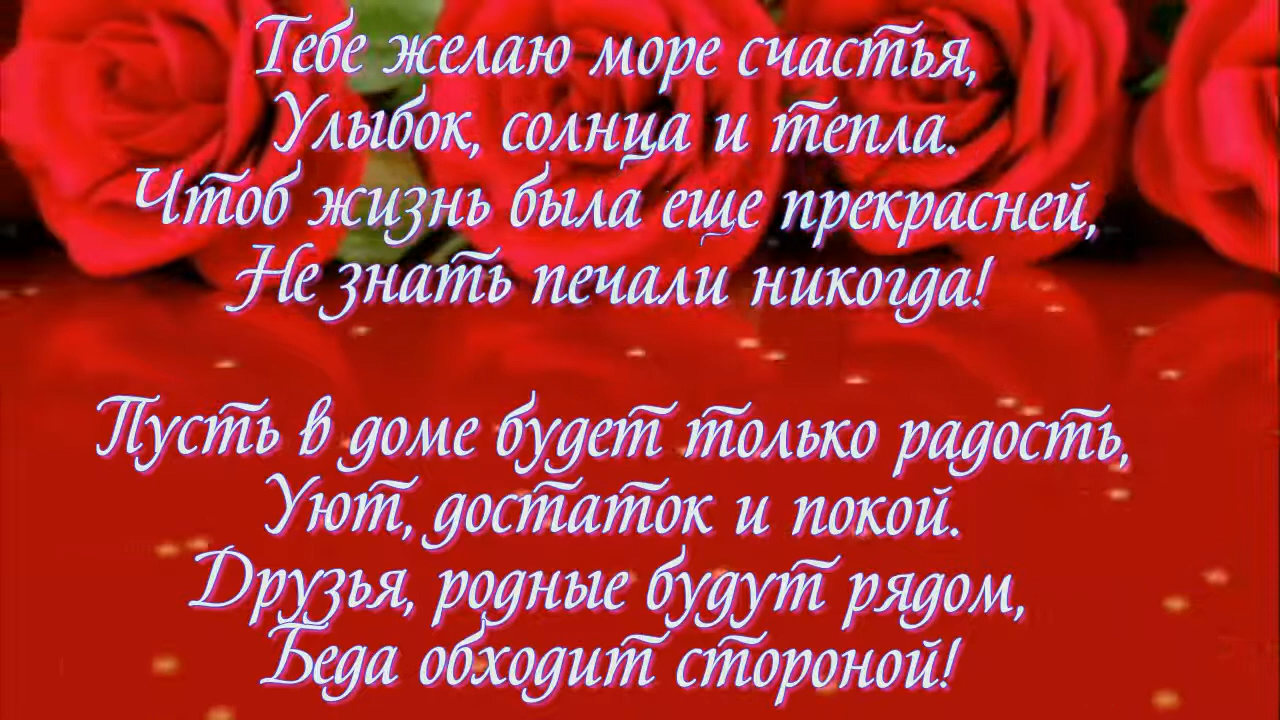 Тебе желаю море счастья,
Улыбок, солнца и тепла.
Чтоб жизнь была еще прекрасней,
Не знать печали никогда!
Пусть в доме будет только радость,
Уют, достаток и покой.
Друзья, родные будут рядом,
Беда обходит стороной!